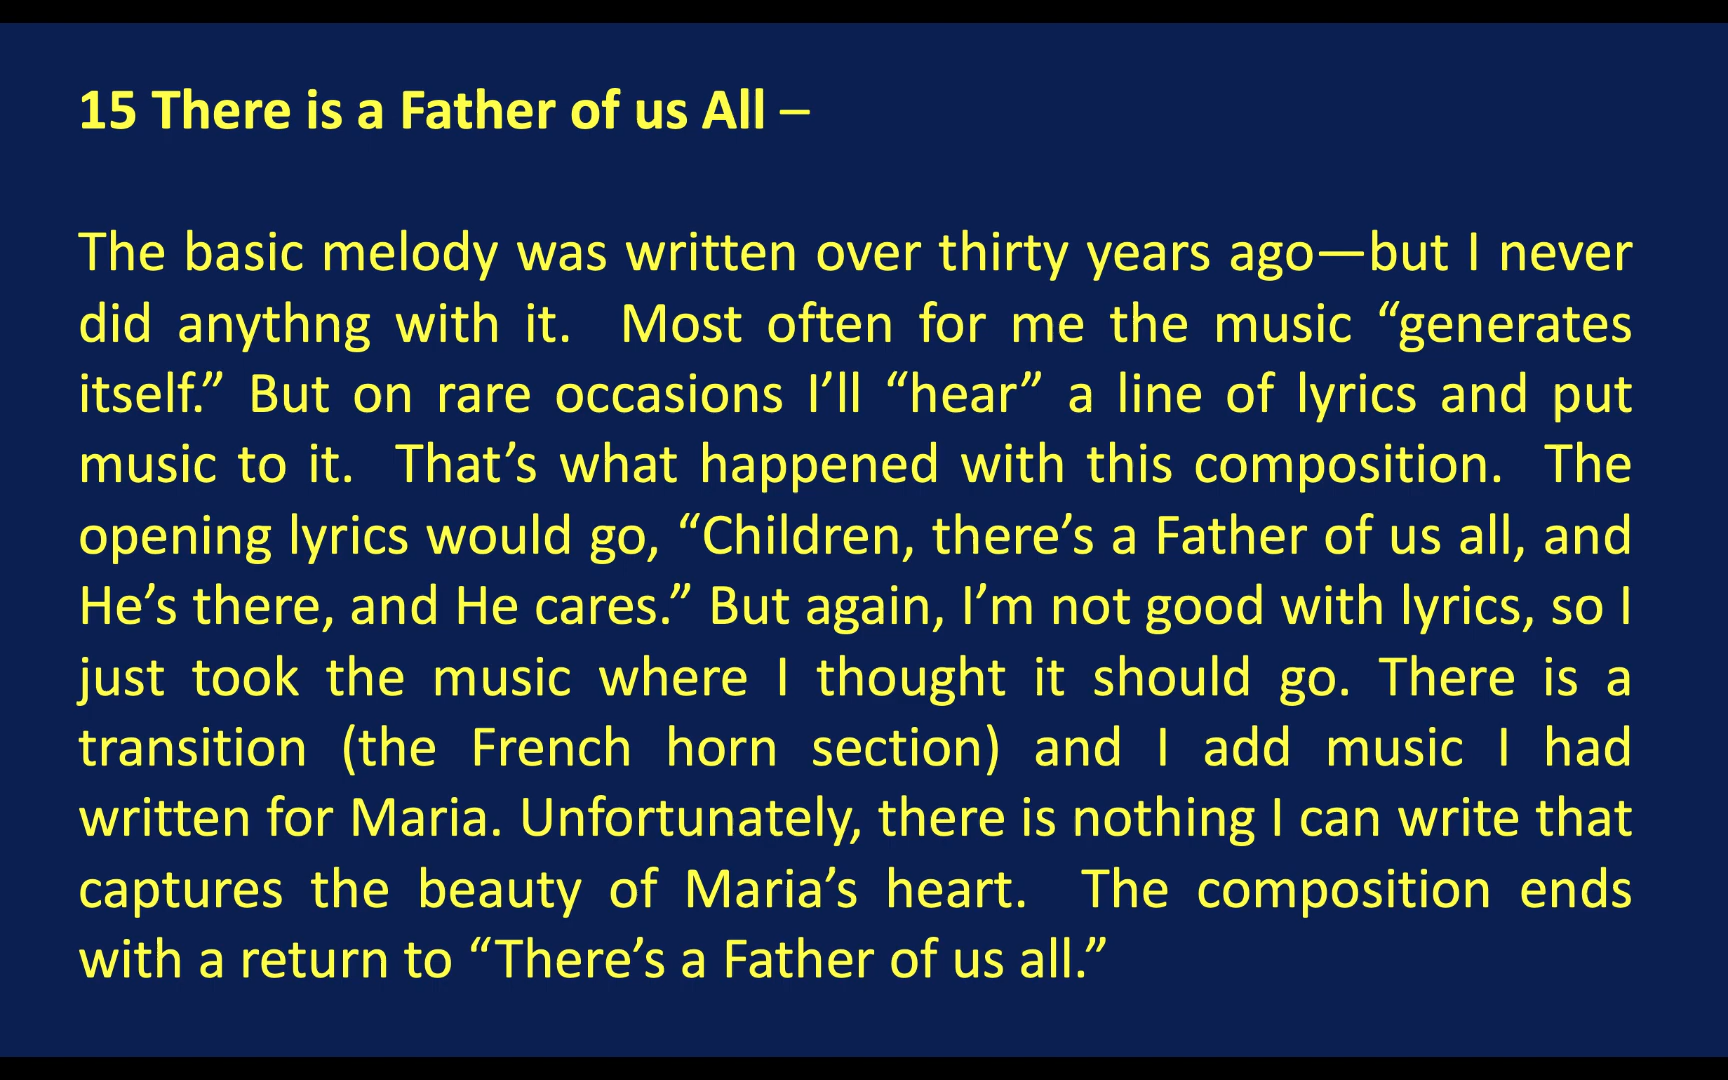 15 There is a Father of us All –
The basic melody was written over thirty years ago—but I never
did anythng with it.  Most often for me the music “generates
itself.” But on rare occasions I’ll “hear” a line of lyrics and put
music to it.  That’s what happened with this composition.  The
opening lyrics would go, “Children, there’s a Father of us all, and
He’s there, and He cares.” But again, I’m not good with lyrics, so I
just took the music where I thought it should go. There is a
transition (the French horn section) and I add music I had
written for Maria. Unfortunately, there is nothing I can write that
captures the beauty of Maria’s heart.  The composition ends
with a return to “There’s a Father of us all.”